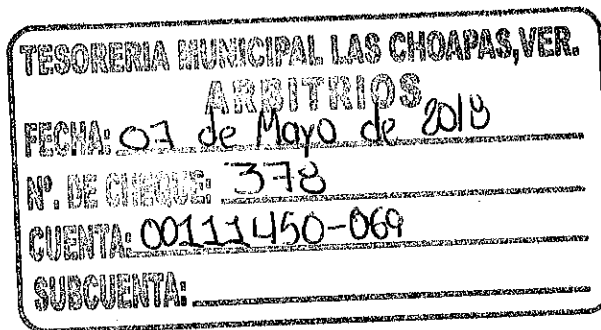 TESORERIA MUNICIPAL LAS CHOAPAS, VER.
ARBITRIOS
FECHA: 07 de Mayo de 2018
Nº. DE CHEQUE: 378
CUENTA: 00111450-069
SUBCUENTA: